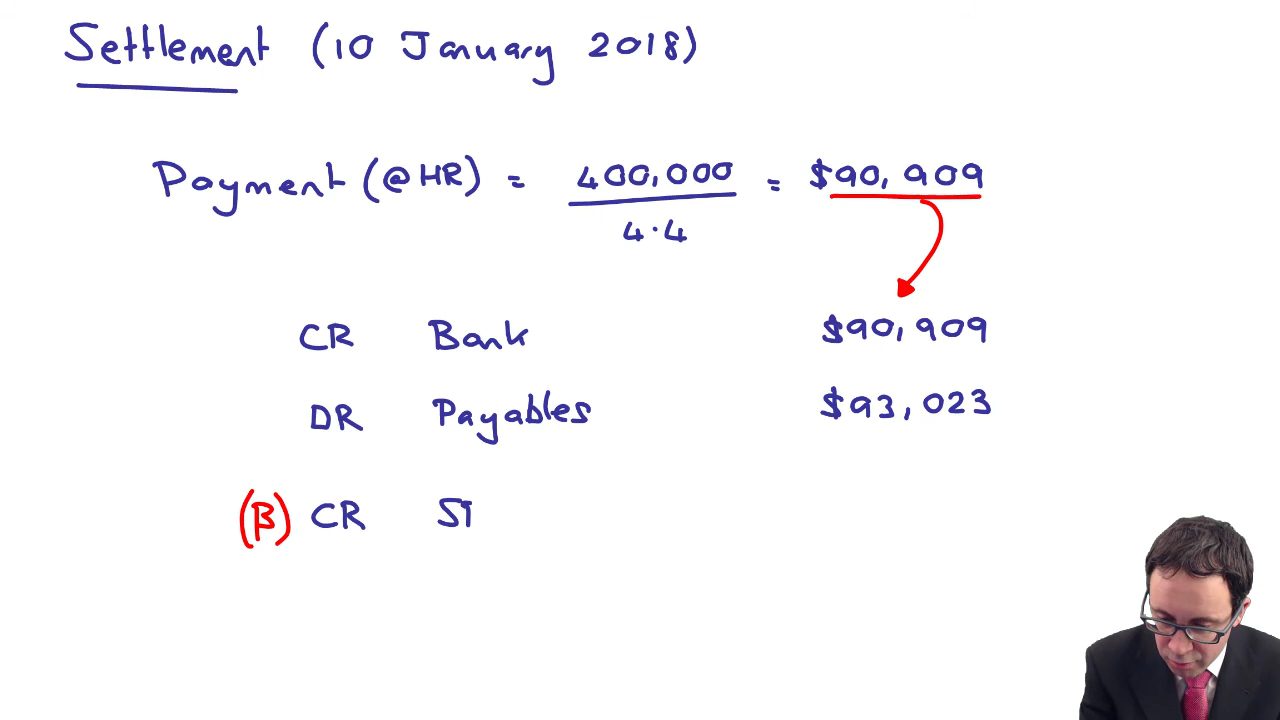 Settlement (10 January 2018)
Payment (@HR) = 400,000 / 4.4 = $90,909
CR Bank $90,909
DR Payables $93,023
(β) CR SI